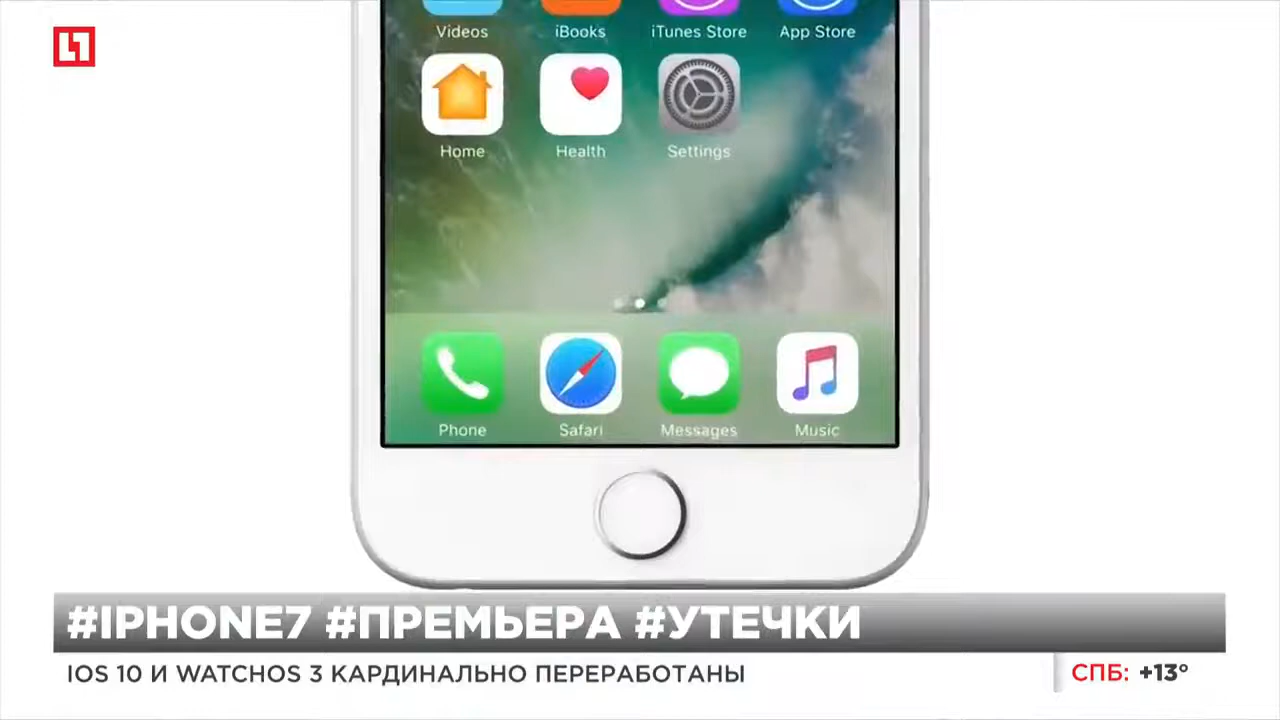 Videos iBooks iTunes Store App Store
Home Health Settings
Phone Safari Messages Music
#IPHONE7 #ПРЕМЬЕРА #УТЕЧКИ
IOS 10 И WATCHOS 3 КАРДИНАЛЬНО ПЕРЕРАБОТАНЫ
СПБ: +13°